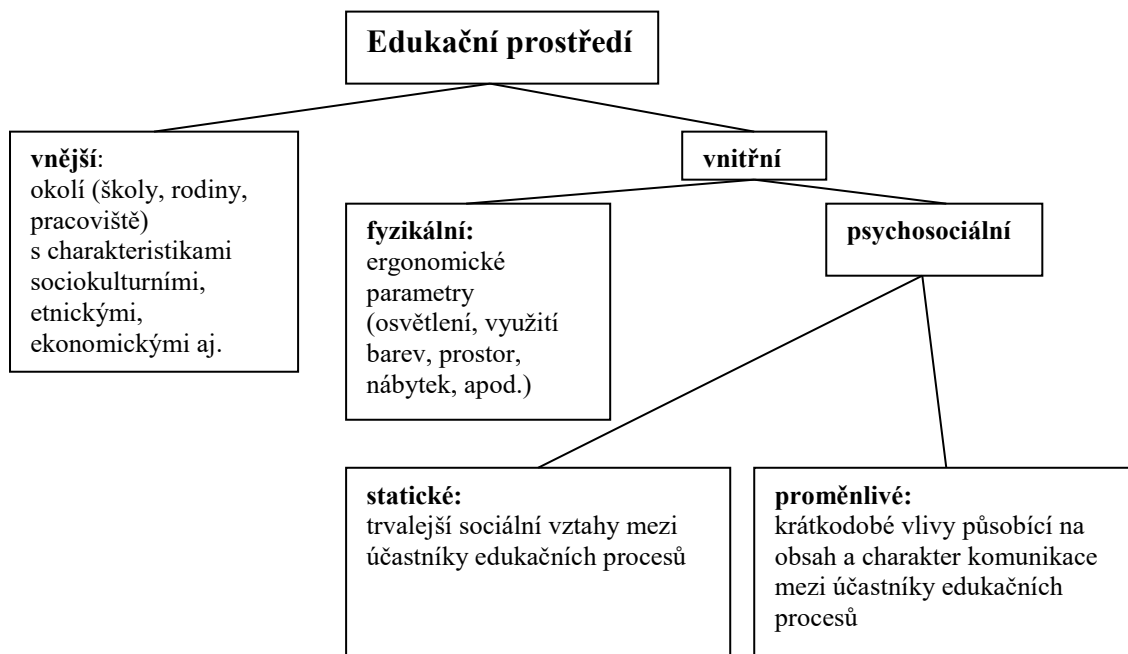 Edukační prostředí
vnější:
okolí (školy, rodiny,
pracoviště)
s charakteristikami
sociokulturními,
etnickými,
ekonomickými aj.
vnitřní
fyzikální:
ergonomické
parametry
(osvětlení, využití
barev, prostor,
nábytek, apod.)
psychosociální
statické:
trvalejší sociální vztahy mezi
účastníky edukačních procesů
proměnlivé:
krátkodobé vlivy působící na
obsah a charakter komunikace
mezi účastníky edukačních
procesů